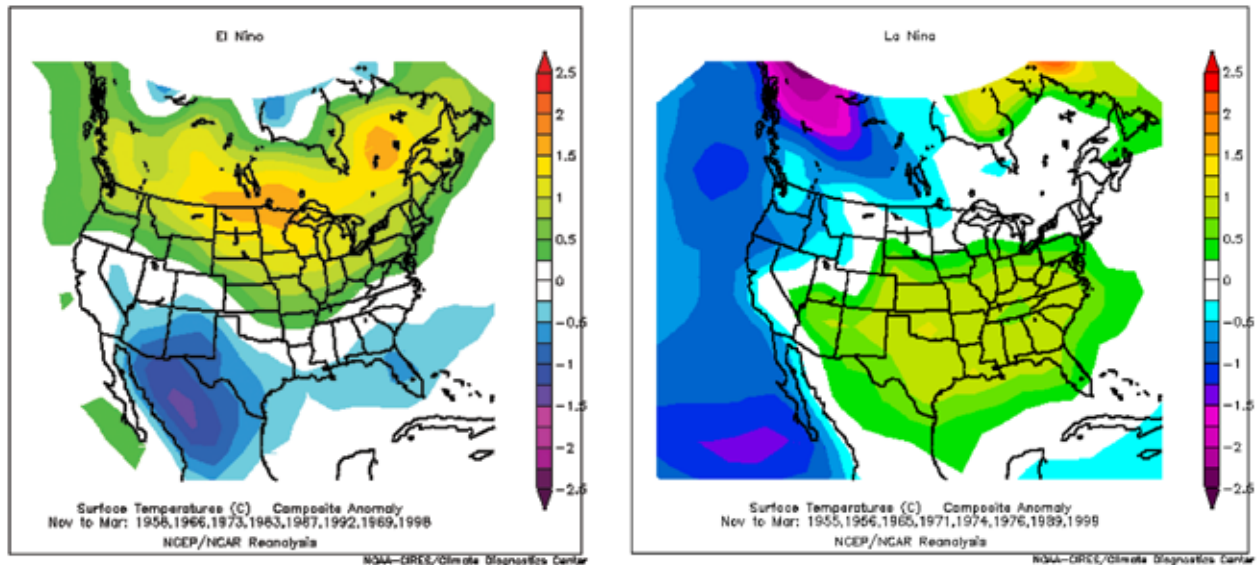 El Nino
2.5
2
1.5
1
0.5
0
-0.5
-1
-1.5
-2
-2.5
Surface Temperatures (C) Composite Anomaly
Nov to Mar: 1958,1966,1973,1983,1987,1992,1969,1998
NCEP/NCAR Reanalysis
NOAA-CIRES/Climate Diagnostics Center
La Nina
2.5
2
1.5
1
0.5
0
-0.5
-1
-1.5
-2
-2.5
Surface Temperatures (C) Composite Anomaly
Nov to Mar: 1955,1956,1965,1971,1974,1976,1989,1999
NCEP/NCAR Reanalysis
NOAA-CIRES/Climate Diagnostics Center